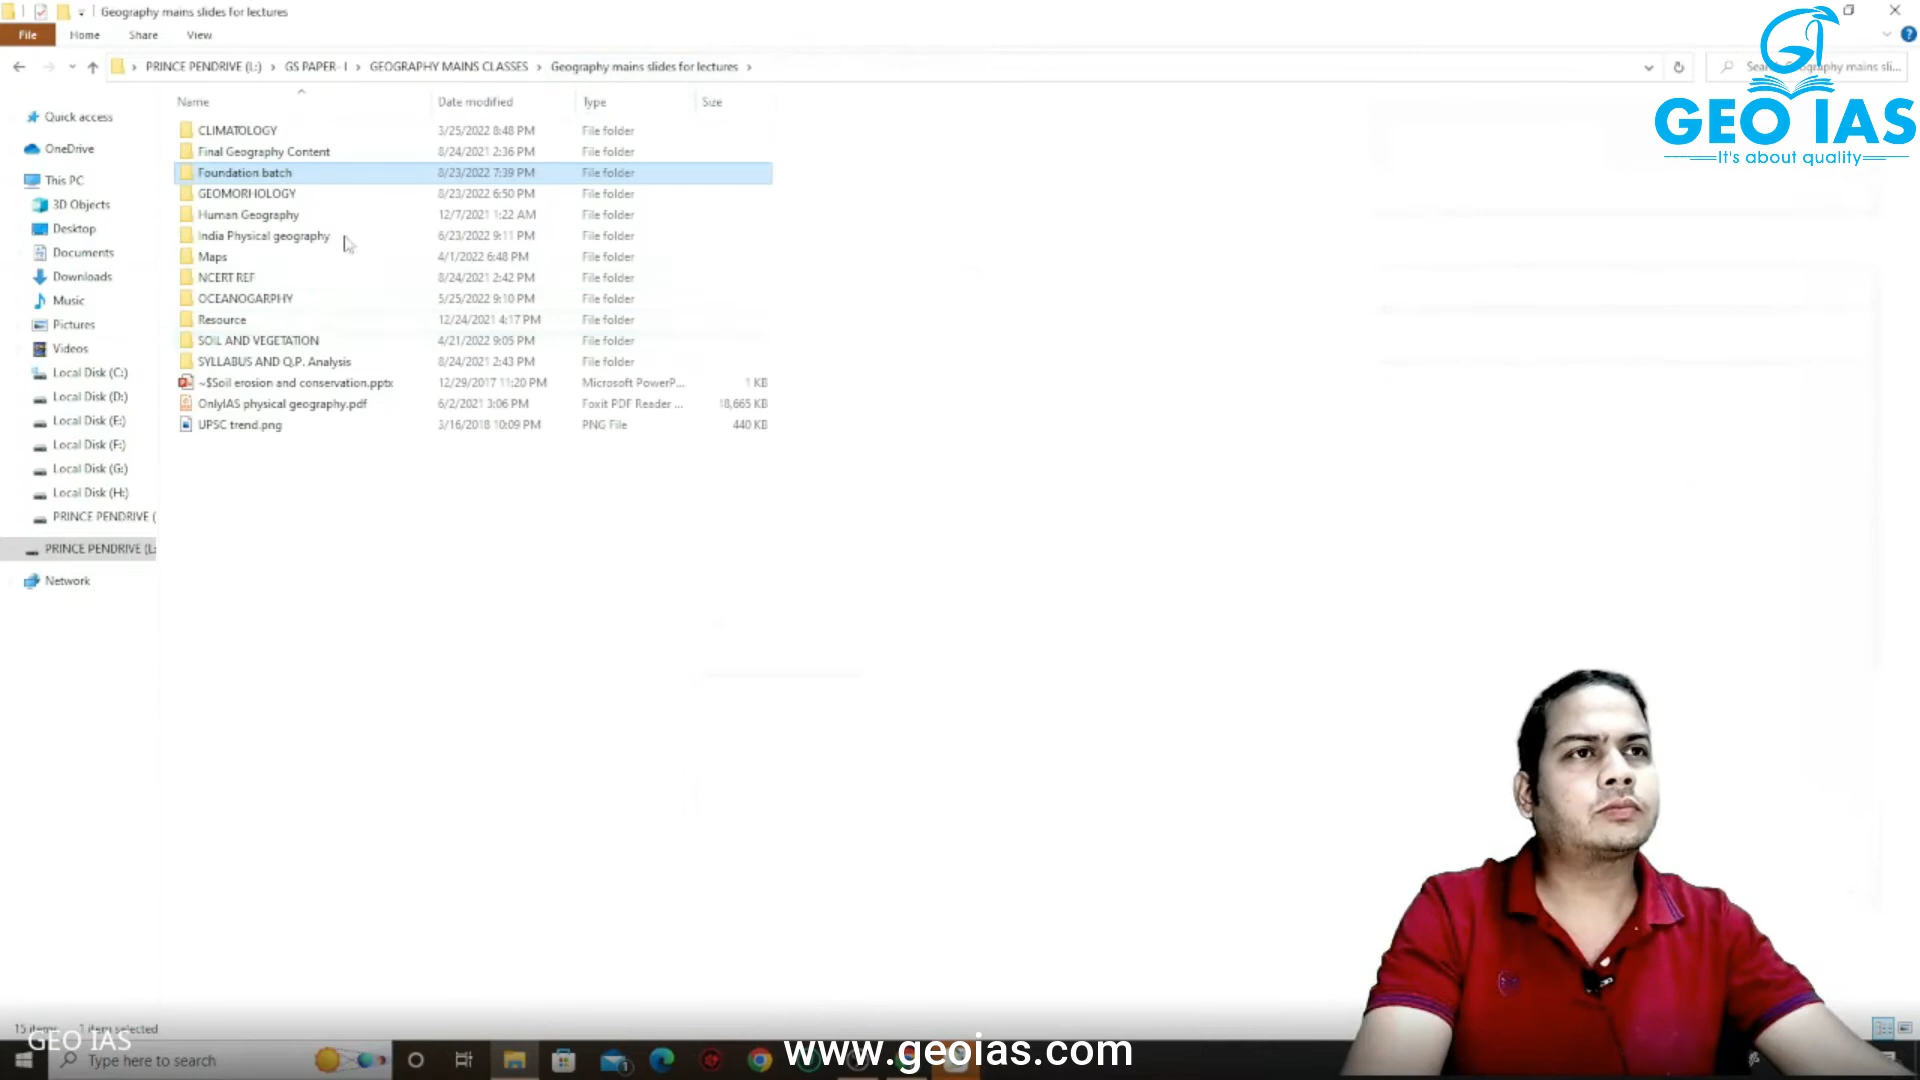 Geography mains slides for lectures
File Home Share View
PRINCE PENDRIVE (L:) › GS PAPER- I › GEOGRAPHY MAINS CLASSES › Geography mains slides for lectures ›
GEO IAS
It's about quality
Name Date modified Type Size
Quick access
OneDrive
This PC
3D Objects
Desktop
Documents
Downloads
Music
Pictures
Videos
Local Disk (C:)
Local Disk (D:)
Local Disk (E:)
Local Disk (F:)
Local Disk (G:)
Local Disk (H:)
PRINCE PENDRIVE (
PRINCE PENDRIVE (L:
Network
CLIMATOLOGY 3/25/2022 8:48 PM File folder
Final Geography Content 8/24/2021 2:36 PM File folder
Foundation batch 8/23/2022 7:39 PM File folder
GEOMORHOLOGY 8/23/2022 6:50 PM File folder
Human Geography 12/7/2021 1:22 AM File folder
India Physical geography 6/23/2022 9:11 PM File folder
Maps 4/1/2022 6:48 PM File folder
NCERT REF 8/24/2021 2:42 PM File folder
OCEANOGARPHY 5/25/2022 9:10 PM File folder
Resource 12/24/2021 4:17 PM File folder
SOIL AND VEGETATION 4/21/2022 9:05 PM File folder
SYLLABUS AND Q.P. Analysis 8/24/2021 2:43 PM File folder
~$Soil erosion and conservation.pptx 12/29/2017 11:20 PM Microsoft PowerP... 1 KB
OnlyIAS physical geography.pdf 6/2/2021 3:06 PM Foxit PDF Reader ... 18,665 KB
UPSC trend.png 3/16/2018 10:09 PM PNG File 440 KB
15 items 1 item selected
GEO IAS
Type here to search
www.geoias.com